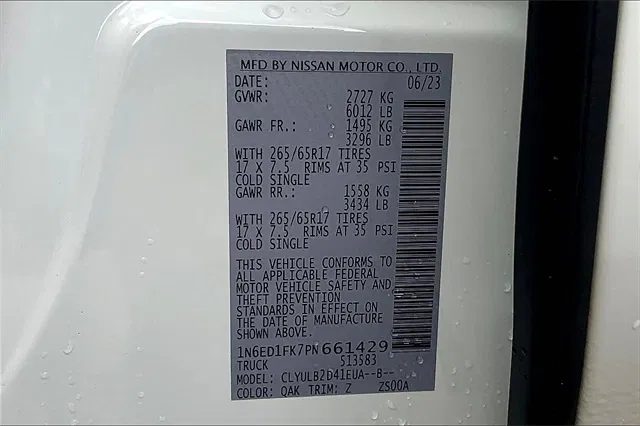 MFD BY NISSAN MOTOR CO., LTD.
DATE: 06/23
GVWR: 2727 KG
6012 LB
GAWR FR.: 1495 KG
3296 LB
WITH 265/65R17 TIRES
17 X 7.5 RIMS AT 35 PSI
COLD SINGLE
GAWR RR.: 1558 KG
3434 LB
WITH 265/65R17 TIRES
17 X 7.5 RIMS AT 35 PSI
COLD SINGLE
THIS VEHICLE CONFORMS TO
ALL APPLICABLE FEDERAL
MOTOR VEHICLE SAFETY AND
THEFT PREVENTION
STANDARDS IN EFFECT ON
THE DATE OF MANUFACTURE
SHOWN ABOVE.
1N6ED1FK7PN661429
TRUCK 513583
MODEL: CLYULB2D41EUA--B--
COLOR: QAK TRIM: Z ZS00A